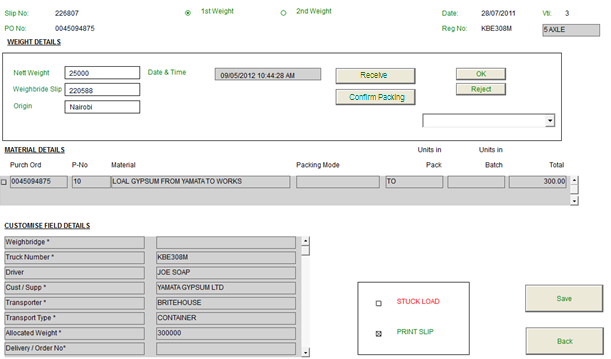 Slip No: 226807 1st Weight 2nd Weight Date: 28/07/2011 Vti: 3
PO No: 0045094875 Reg No: KBE308M 5 AXLE
WEIGHT DETAILS
Nett Weight 25000 Date & Time 09/05/2012 10:44:28 AM Receive OK
Weighbride Slip 220588 Confirm Packing Reject
Origin Nairobi
MATERIAL DETAILS Units in Units in
Purch Ord P-No Material Packing Mode Pack Batch Total
0045094875 10 LOAL GYPSUM FROM YAMATA TO WORKS TO 300.00
CUSTOMISE FIELD DETAILS
Weighbridge *
Truck Number * KBE308M
Driver JOE SOAP
Cust / Supp * YAMATA GYPSUM LTD
Transporter * BRITEHOUSE
Transport Type * CONTAINER
Allocated Weight * 300000
Delivery / Order No*
STUCK LOAD
PRINT SLIP
Save
Back